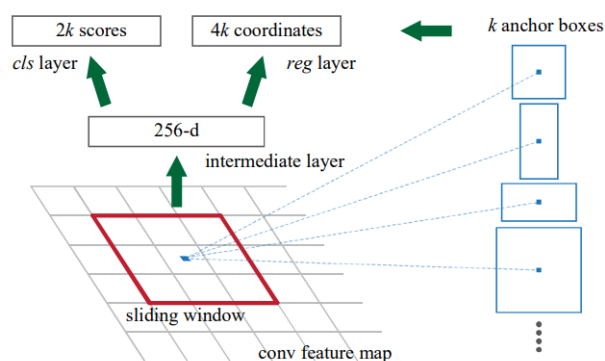 2k scores
4k coordinates
k anchor boxes
cls layer
reg layer
256-d
intermediate layer
sliding window
conv feature map